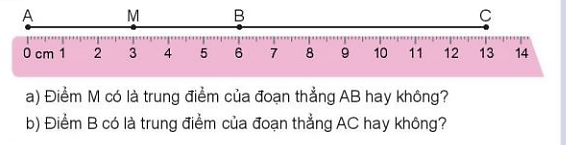 A M B C
0 cm 1 2 3 4 5 6 7 8 9 10 11 12 13 14
a) Điểm M có là trung điểm của đoạn thẳng AB hay không?
b) Điểm B có là trung điểm của đoạn thẳng AC hay không?